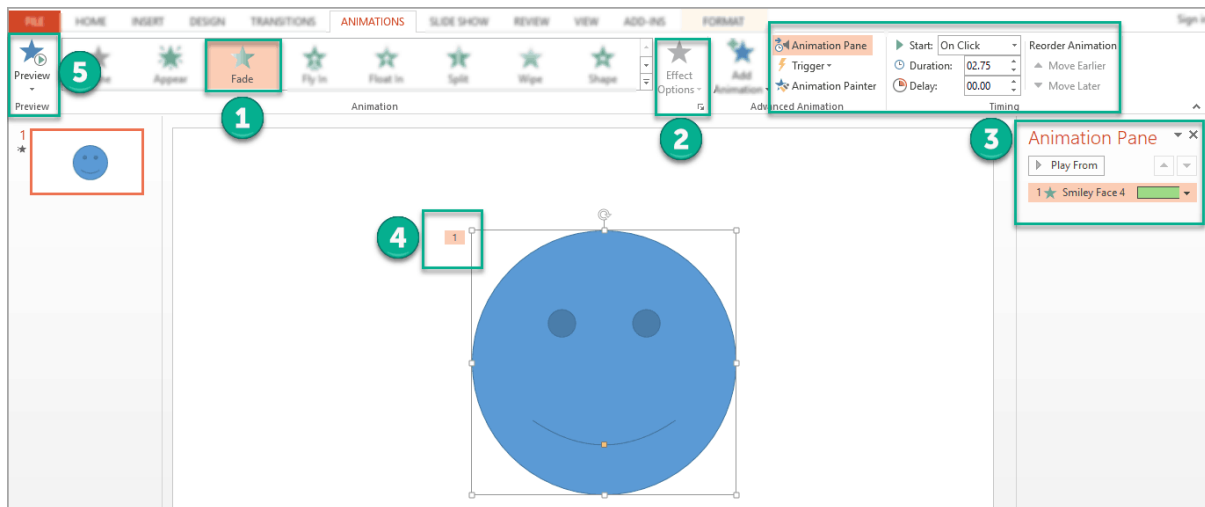 FILE HOME INSERT DESIGN TRANSITIONS ANIMATIONS SLIDE SHOW REVIEW VIEW ADD-INS FORMAT Sign in
Preview
Preview
5
Appear
Fade
Fly In
Float In
Split
Wipe
Shape
1
Animation
Effect
Options
2
Add
Animation
Animation Pane
Trigger
Animation Painter
Advanced Animation
Start: On Click
Duration: 02.75
Delay: 00.00
Timing
Reorder Animation
Move Earlier
Move Later
3
1
Animation Pane
Play From
1 Smiley Face 4
4
1